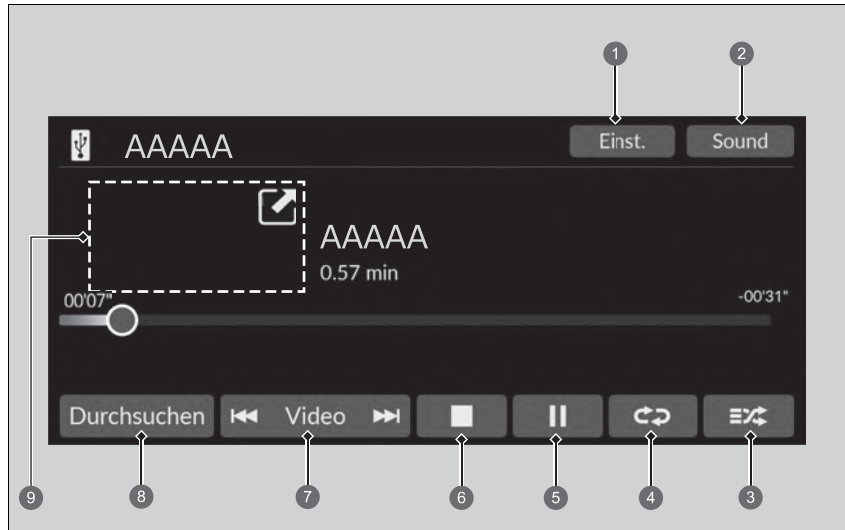 1
2
AAAAA
Einst.
Sound
AAAAA
0.57 min
00'07"
-00'31"
Durchsuchen
Video
9
8
7
6
5
4
3